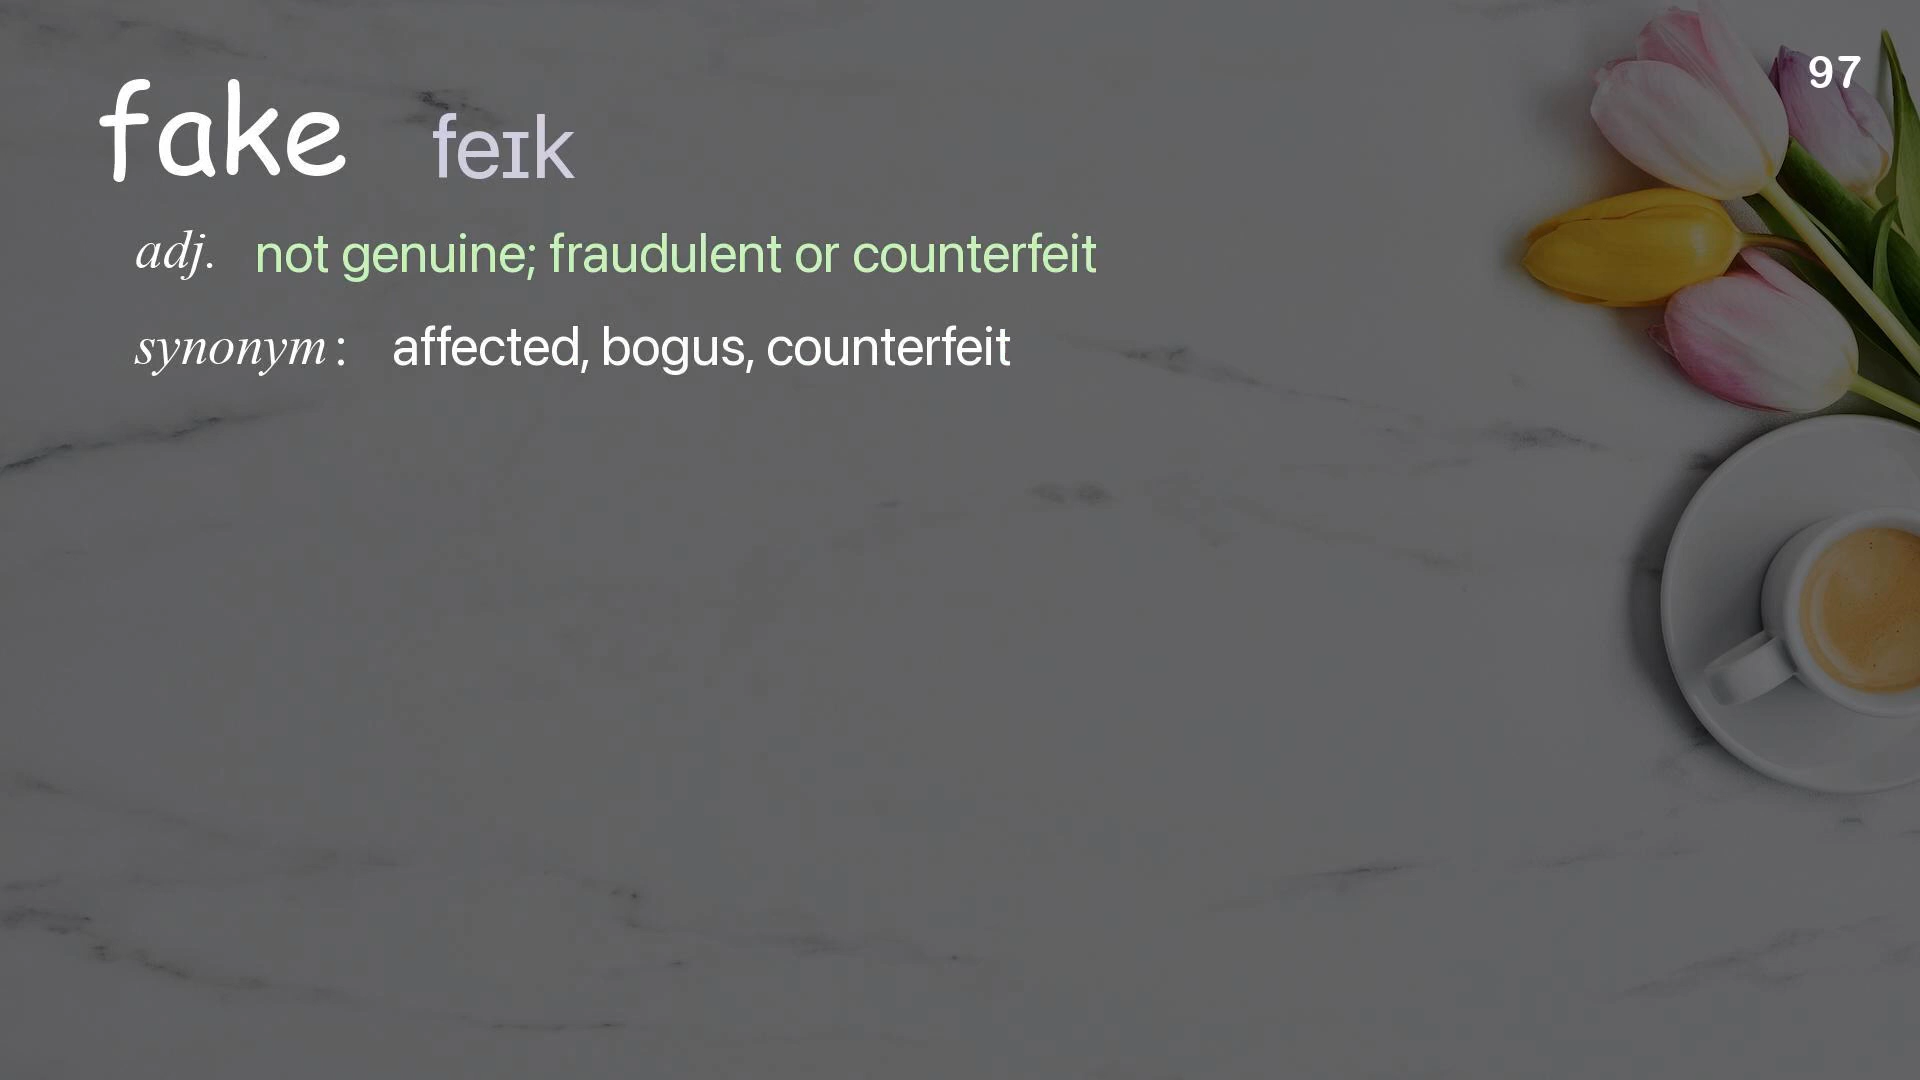 97
fake feɪk
adj. not genuine; fraudulent or counterfeit
synonym: affected, bogus, counterfeit